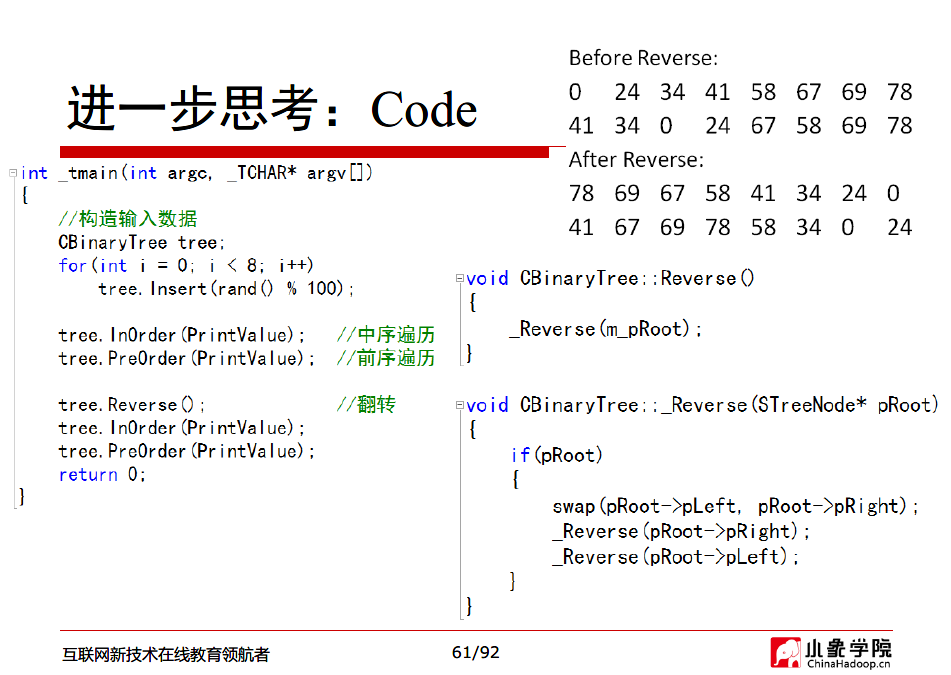 进一步思考：Code
Before Reverse:
0 24 34 41 58 67 69 78
41 34 0 24 67 58 69 78
After Reverse:
78 69 67 58 41 34 24 0
41 67 69 78 58 34 0 24
int _tmain(int argc, _TCHAR* argv[])
{
//构造输入数据
CBinaryTree tree;
for(int i = 0; i < 8; i++)
tree.Insert(rand() % 100);
tree.InOrder(PrintValue); //中序遍历
tree.PreOrder(PrintValue); //前序遍历
tree.Reverse(); //翻转
tree.InOrder(PrintValue);
tree.PreOrder(PrintValue);
return 0;
}
void CBinaryTree::Reverse()
{
_Reverse(m_pRoot);
}
void CBinaryTree::_Reverse(STreeNode* pRoot)
{
if(pRoot)
{
swap(pRoot->pLeft, pRoot->pRight);
_Reverse(pRoot->pRight);
_Reverse(pRoot->pLeft);
}
}
互联网新技术在线教育领航者
61/92
小象学院
ChinaHadoop.cn